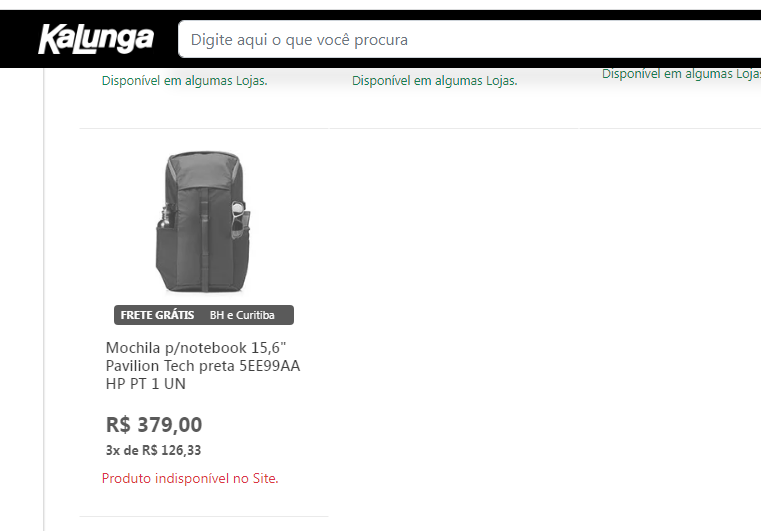 Kalunga
Digite aqui o que você procura
Disponível em algumas Lojas.
Disponível em algumas Lojas.
Disponível em algumas Lojas
FRETE GRÁTIS BH e Curitiba
Mochila p/notebook 15,6"
Pavilion Tech preta 5EE99AA
HP PT 1 UN
R$ 379,00
3x de R$ 126,33
Produto indisponível no Site.